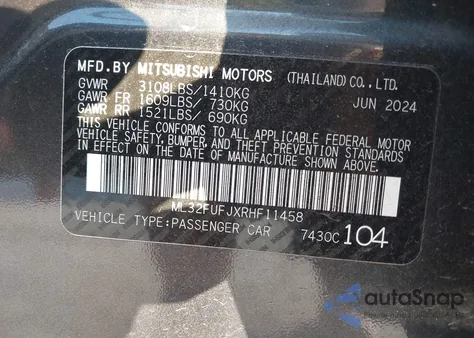 MFD.BY MITSUBISHI MOTORS (THAILAND)CO.,LTD.
GVWR 3108LBS/1410KG JUN 2024
GAWR FR 1609LBS/ 730KG
GAWR RR 1521LBS/ 690KG
THIS VEHICLE CONFORMS TO ALL APPLICABLE FEDERAL MOTOR
VEHICLE SAFETY, BUMPER, AND THEFT PREVENTION STANDARDS
IN EFFECT ON THE DATE OF MANUFACTURE SHOWN ABOVE.
ML32FUFJXRHF11458
VEHICLE TYPE:PASSENGER CAR 7430C 104
autoSnap